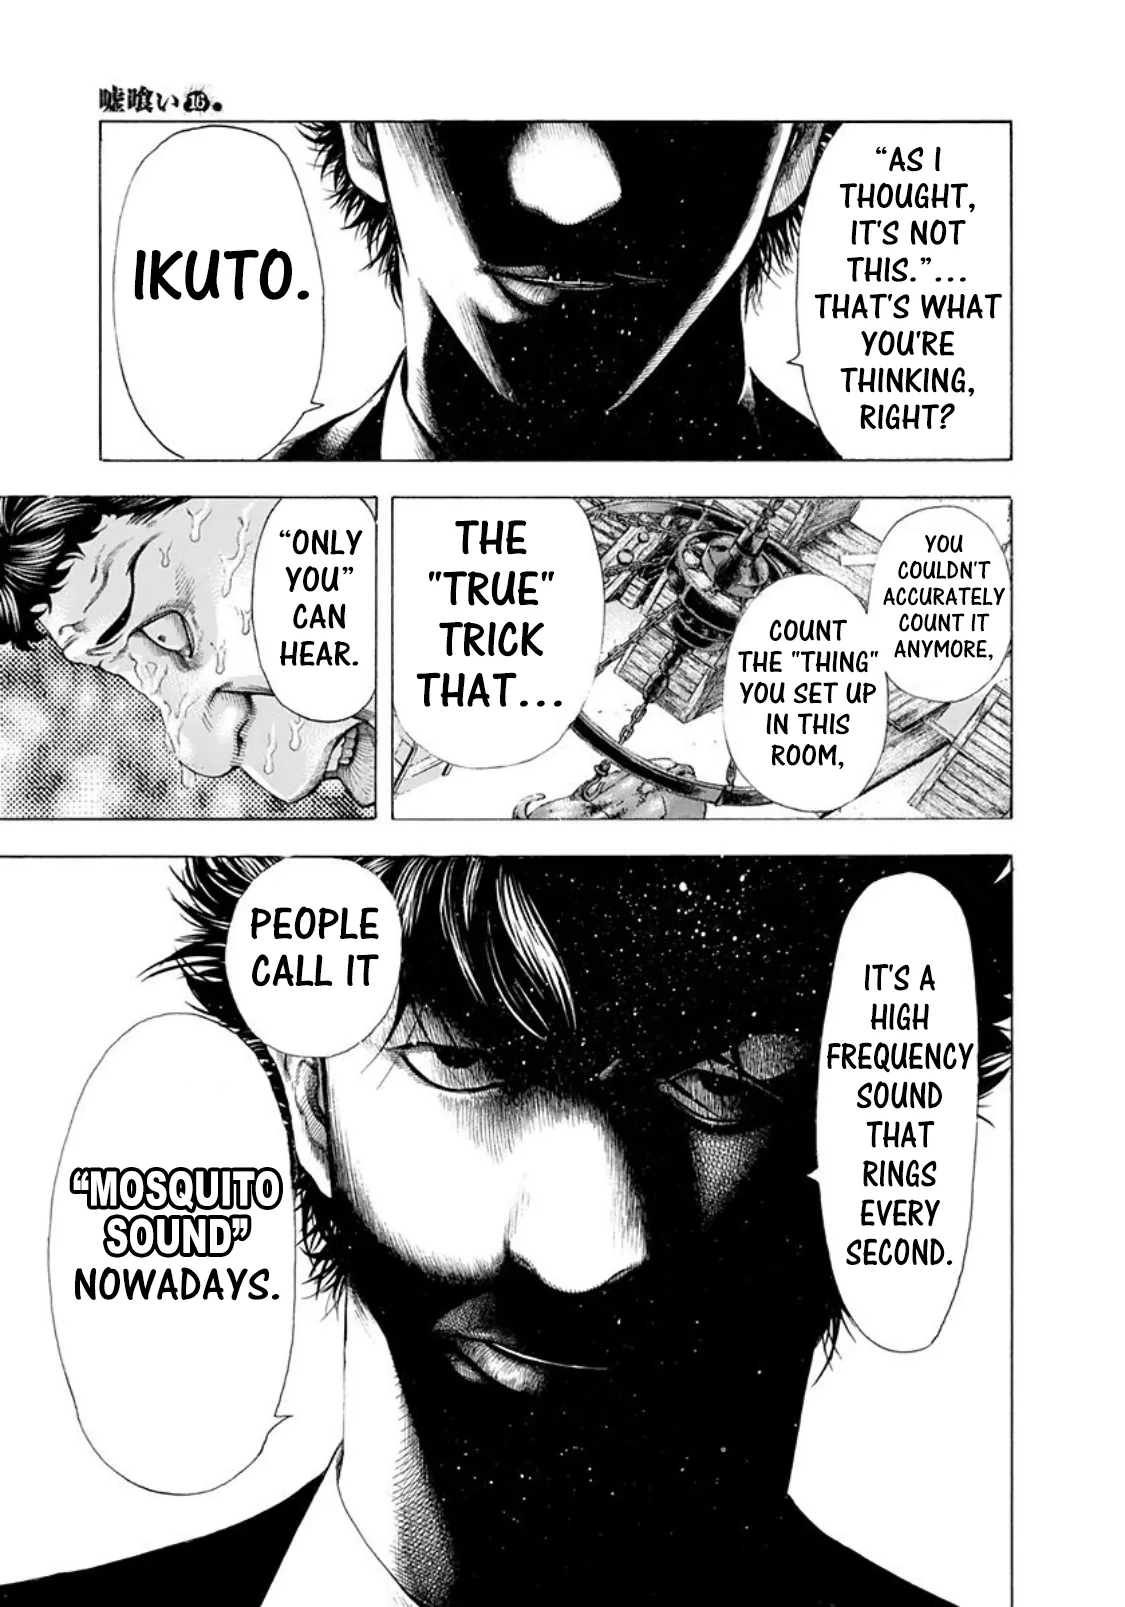 嘘喰い 16
“AS I
THOUGHT,
IT'S NOT
THIS.”...
THAT'S WHAT
YOU'RE
THINKING,
RIGHT?
IKUTO.
YOU
COULDN'T
ACCURATELY
COUNT IT
ANYMORE,
COUNT
THE "THING"
YOU SET UP
IN THIS
ROOM,
THE
"TRUE"
TRICK
THAT...
“ONLY
YOU”
CAN
HEAR.
IT'S A
HIGH
FREQUENCY
SOUND
THAT
RINGS
EVERY
SECOND.
PEOPLE
CALL IT
“MOSQUITO
SOUND”
NOWADAYS.